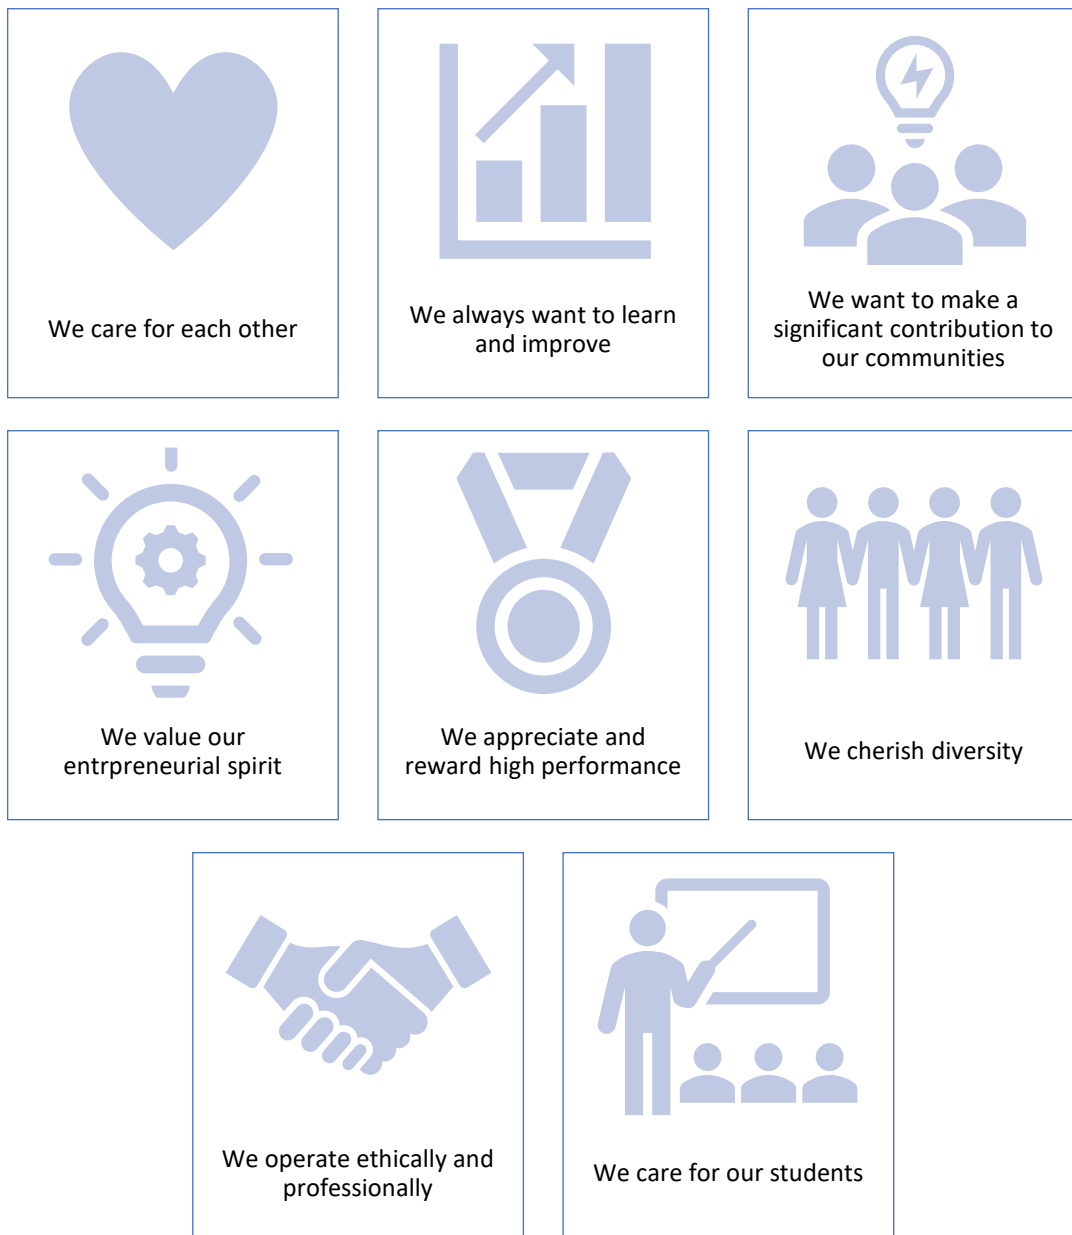 We care for each other
We always want to learn
and improve
We want to make a
significant contribution to
our communities
We value our
entrpreneurial spirit
We appreciate and
reward high performance
We cherish diversity
We operate ethically and
professionally
We care for our students